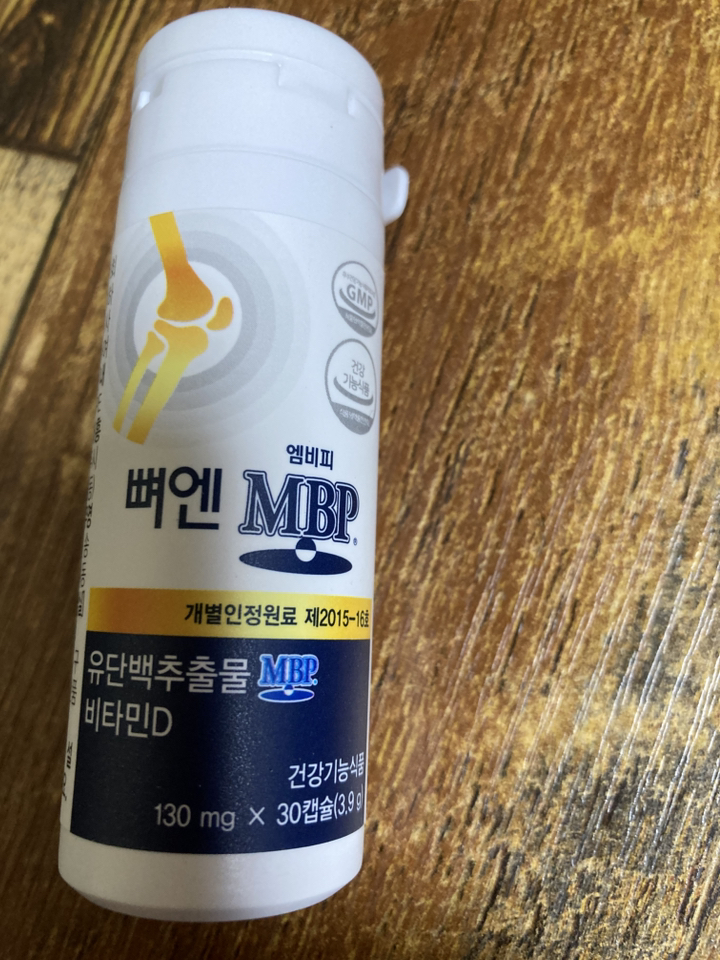 GMP
건강
기능식품
엠비피
뼈엔 MBP®
개별인정원료 제2015-16호
유단백추출물 MBP®
비타민D
건강기능식품
130 mg × 30캡슐(3.9 g)